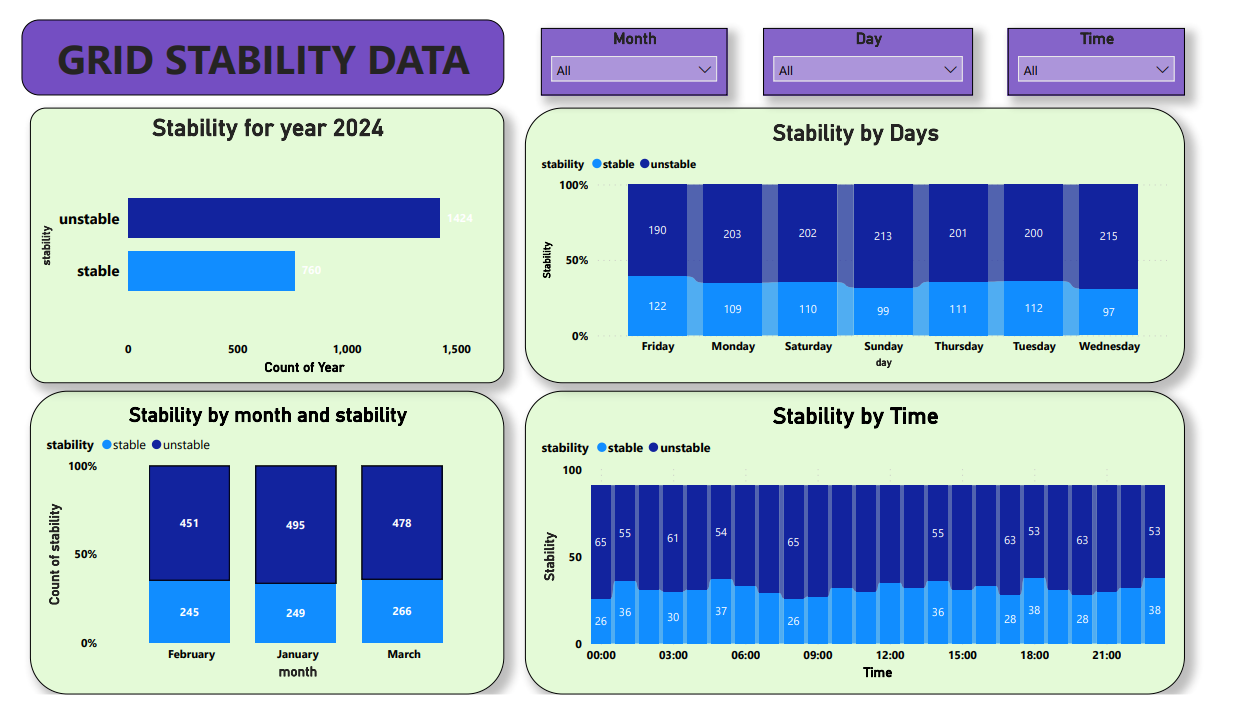 GRID STABILITY DATA
Month
All
Day
All
Time
All
Stability for year 2024
stability
unstable
1424
stable
760
0 500 1,000 1,500
Count of Year
Stability by Days
stability stable unstable
Stability
100%
50%
0%
190 203 202 213 201 200 215
122 109 110 99 111 112 97
Friday Monday Saturday Sunday Thursday Tuesday Wednesday
day
Stability by month and stability
stability stable unstable
Count of stability
100%
50%
0%
451 495 478
245 249 266
February January March
month
Stability by Time
stability stable unstable
Stability
100
50
0
65 55 61 54 65 55 63 53 63 53
26 36 30 37 26 36 28 38 28 38
00:00 03:00 06:00 09:00 12:00 15:00 18:00 21:00
Time